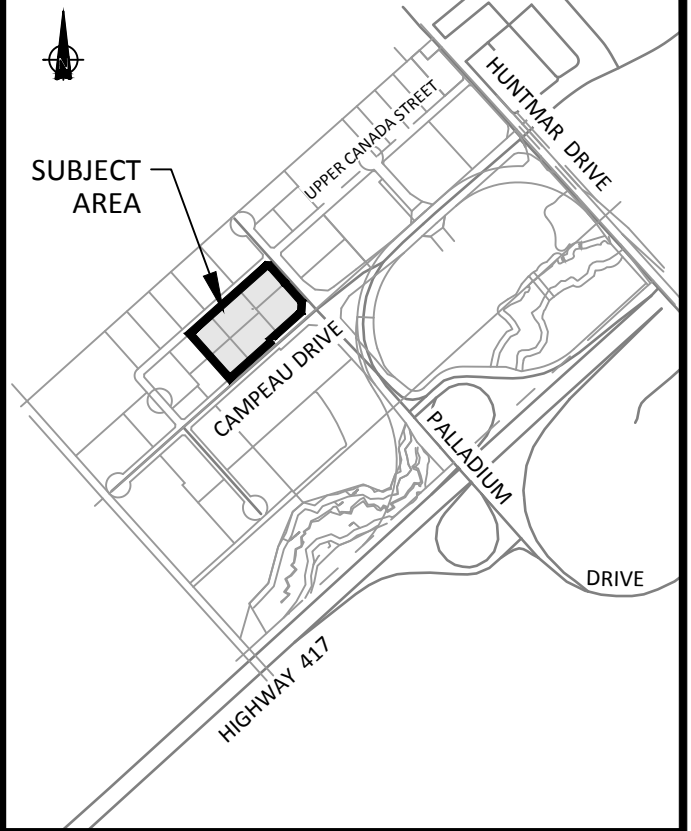 N
HUNTMAR DRIVE
UPPER CANADA STREET
SUBJECT
AREA
CAMPEAU DRIVE
PALLADIUM
DRIVE
HIGHWAY 417